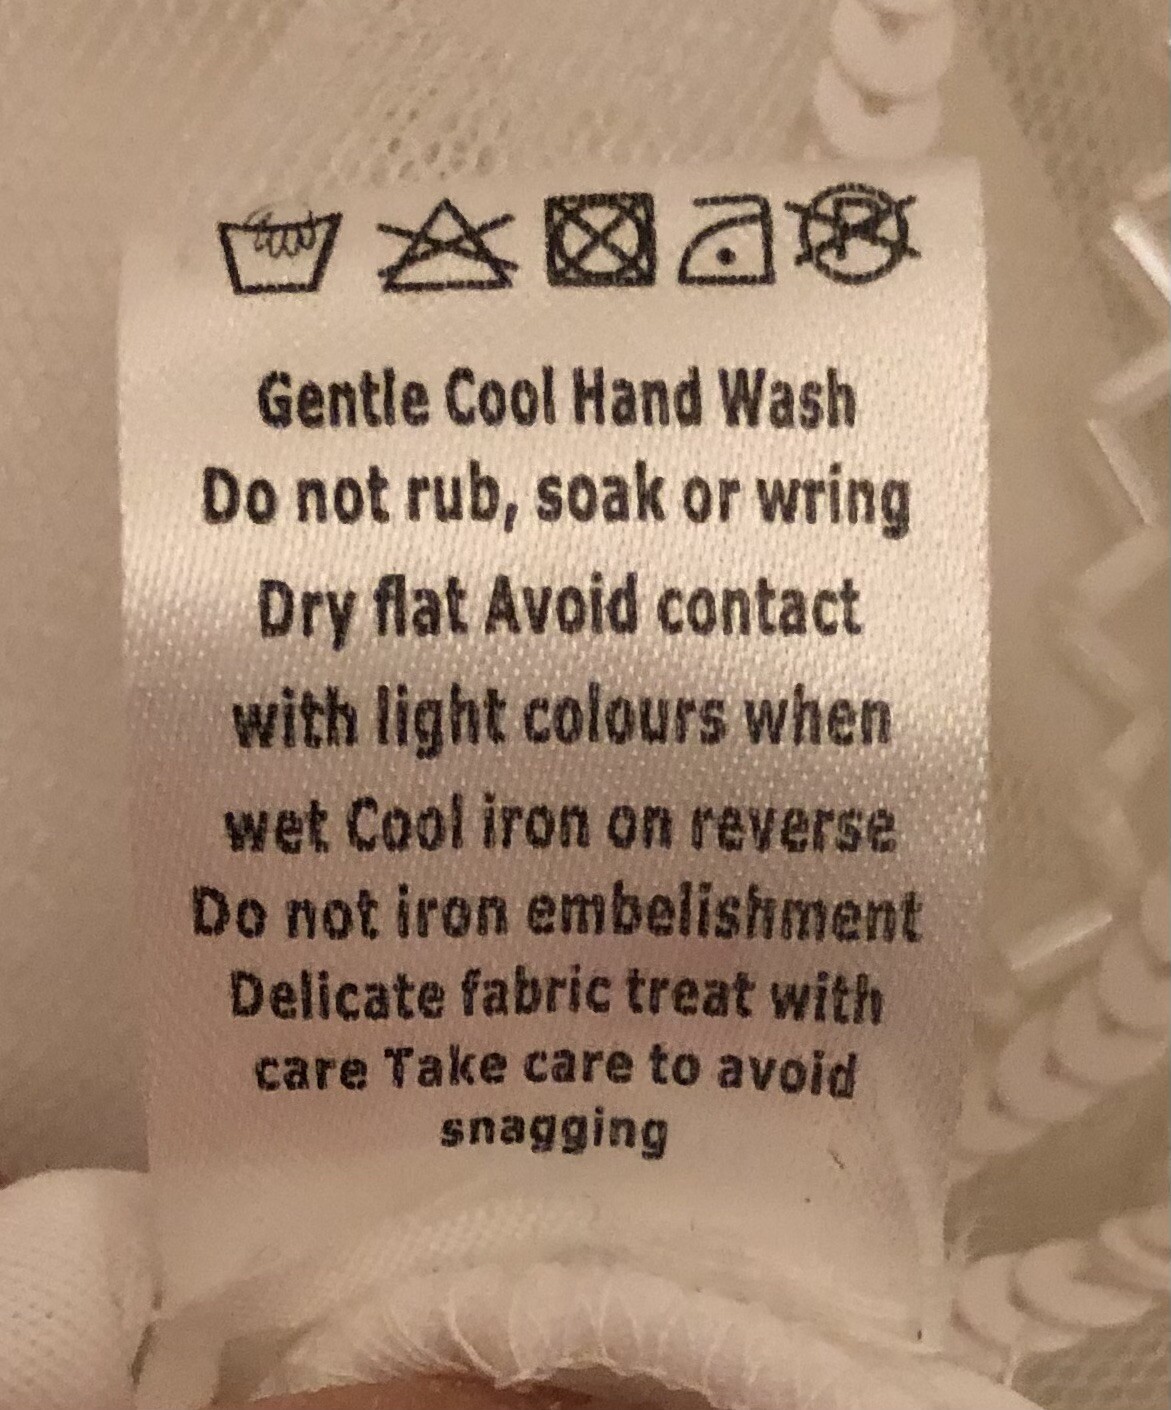 Gentle Cool Hand Wash
Do not rub, soak or wring
Dry flat Avoid contact
with light colours when
wet Cool iron on reverse
Do not iron embelishment
Delicate fabric treat with
care Take care to avoid
snagging